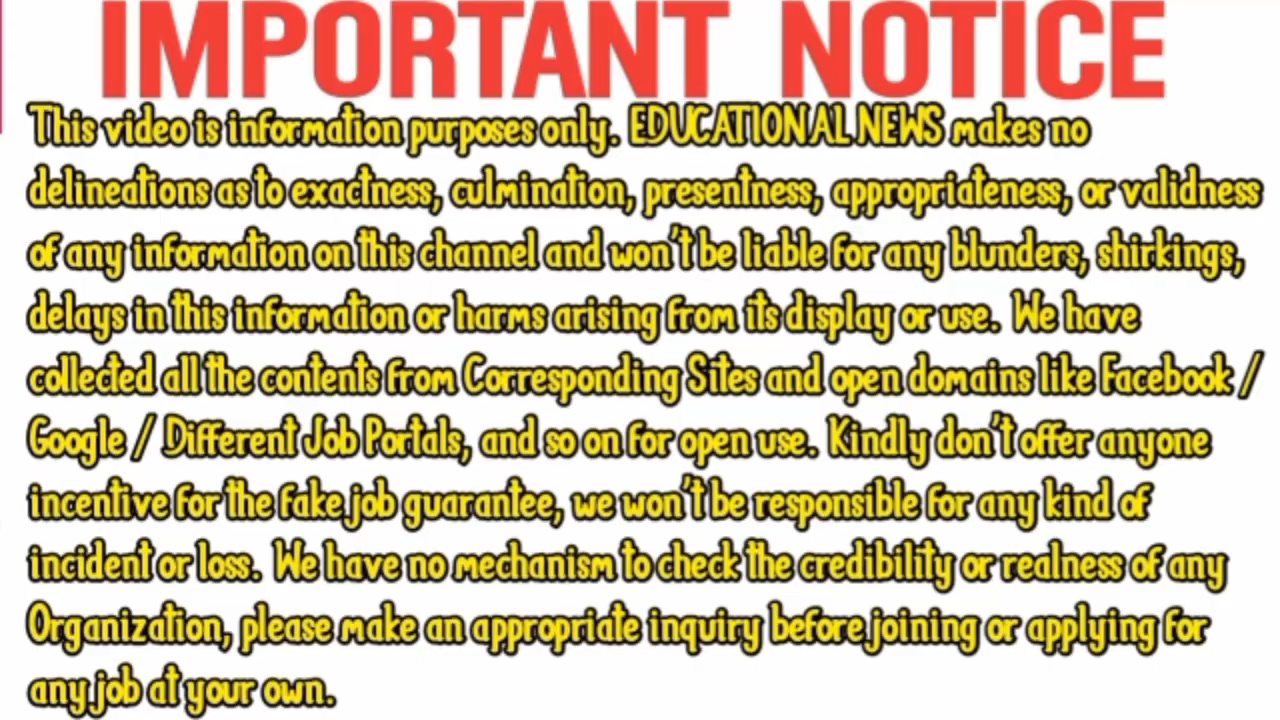 IMPORTANT NOTICE
This video is information purposes only. EDUCATIONAL NEWS makes no
delineations as to exactness, culmination, presentness, appropriateness, or validness
of any information on this channel and won't be liable for any blunders, shirkings,
delays in this information or harms arising from its display or use. We have
collected all the contents from Corresponding Sites and open domains like Facebook /
Google / Different Job Portals, and so on for open use. Kindly don't offer anyone
incentive for the fake job guarantee, we won't be responsible for any kind of
incident or loss. We have no mechanism to check the credibility or realness of any
Organization, please make an appropriate inquiry before joining or applying for
any job at your own.